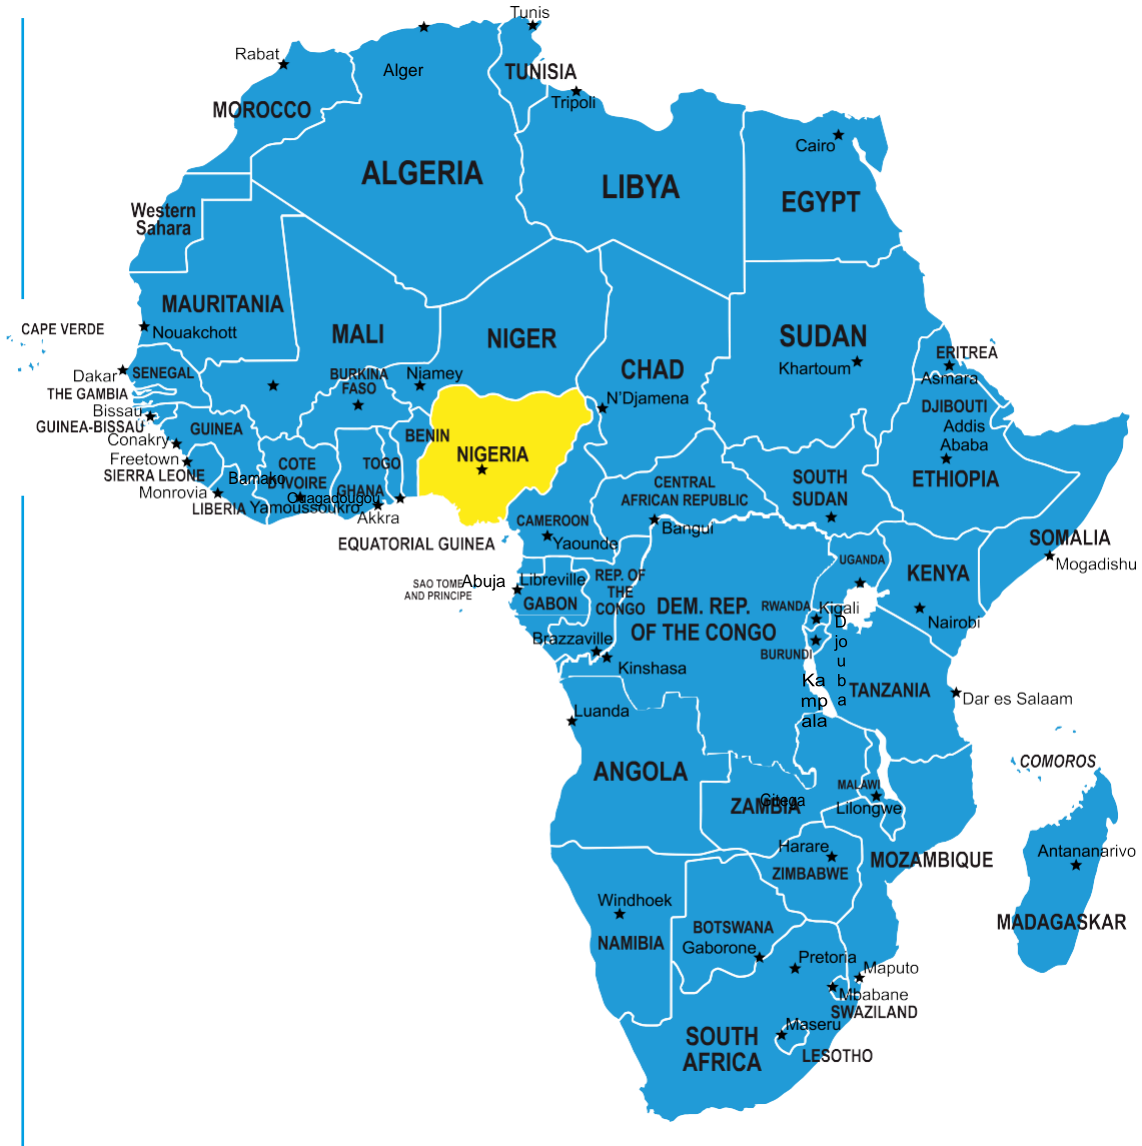 Tunis
Rabat
Alger
TUNISIA
Tripoli
MOROCCO
Cairo
ALGERIA
LIBYA
EGYPT
Western
Sahara
MAURITANIA
CAPE VERDE
Nouakchott
MALI
NIGER
SUDAN
CHAD
Khartoum
ERITREA
Asmara
Dakar
SENEGAL
BURKINA
FASO
Niamey
THE GAMBIA
N'Djamena
DJIBOUTI
Bissau
GUINEA-BISSAU
GUINEA
BENIN
Addis
Ababa
Conakry
NIGERIA
Freetown
SIERRA LEONE
COTE
D'IVOIRE
TOGO
Bamako
SOUTH
SUDAN
ETHIOPIA
CENTRAL
AFRICAN REPUBLIC
Monrovia
GHANA
Ouagadougou
LIBERIA
Yamoussoukro
Akkra
CAMEROON
Bangui
EQUATORIAL GUINEA
Yaounde
SOMALIA
Mogadishu
UGANDA
KENYA
SAO TOME
AND PRINCIPE
Abuja
Libreville
GABON
REP. OF
THE
CONGO
DEM. REP.
OF THE CONGO
RWANDA
Kigali
Nairobi
Brazzaville
Kinshasa
BURUNDI
D
jo
u
b
a
Ka
mp
ala
TANZANIA
Dar es Salaam
Luanda
ANGOLA
COMOROS
MALAWI
ZAMBIA
Gitega
Lilongwe
Harare
ZIMBABWE
MOZAMBIQUE
Antananarivo
Windhoek
NAMIBIA
BOTSWANA
Gaborone
MADAGASKAR
Pretoria
Maputo
Mbabane
SWAZILAND
Maseru
SOUTH
AFRICA
LESOTHO